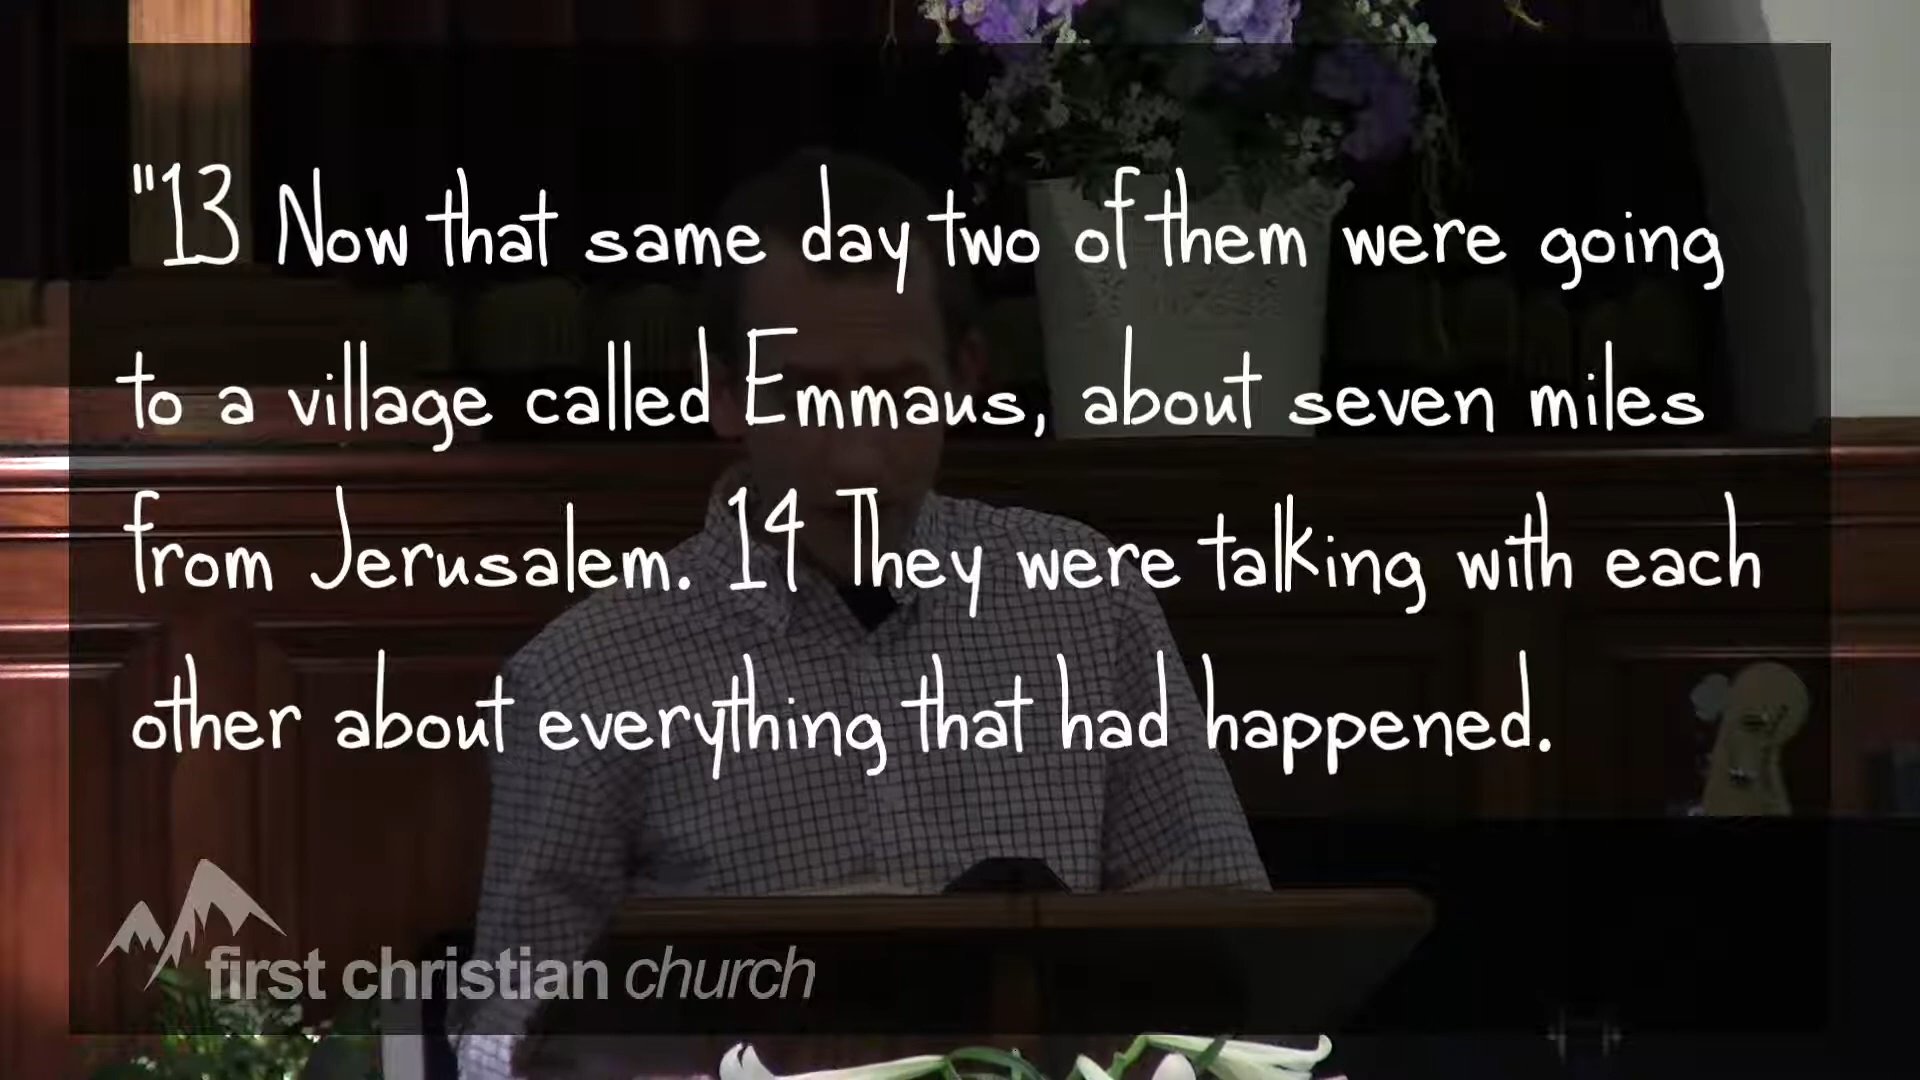 "13 Now that same day two of them were going
to a village called Emmaus, about seven miles
from Jerusalem. 14 They were talking with each
other about everything that had happened.
first christian church